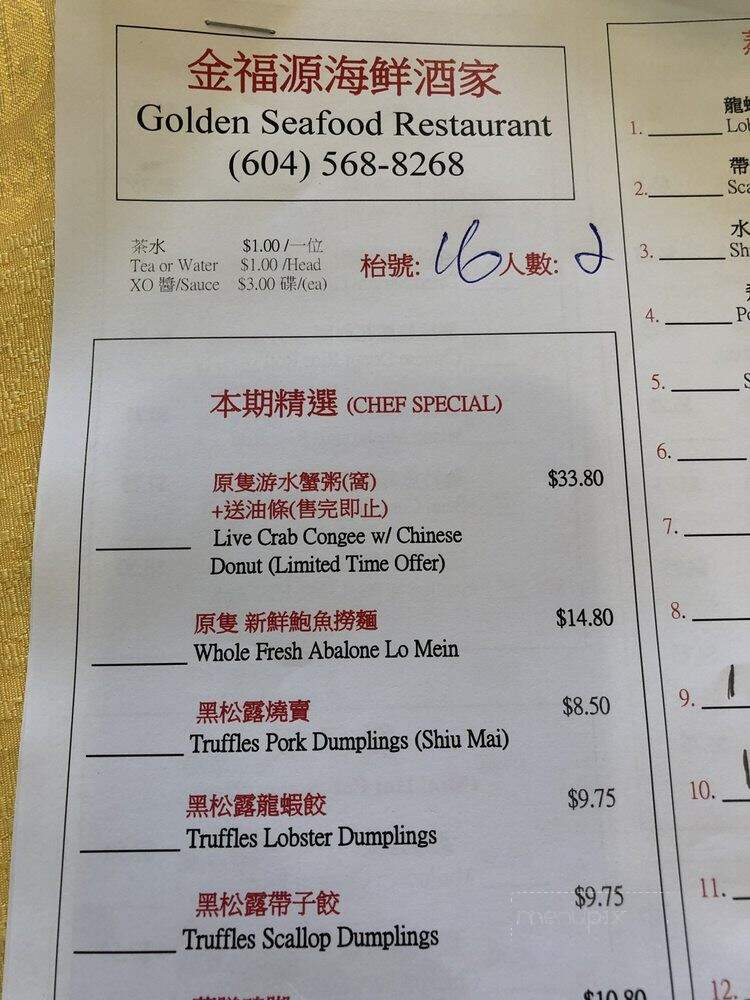 金福源海鮮酒家
Golden Seafood Restaurant
(604) 568-8268
茶水 $1.00 /一位
Tea or Water $1.00 /Head
XO 醬/Sauce $3.00 碟/(ea)
枱號: 16 人數: 2
本期精選 (CHEF SPECIAL)
原隻游水蟹粥(窩) $33.80
+送油條(售完即止)
Live Crab Congee w/ Chinese
Donut (Limited Time Offer)
原隻 新鮮鮑魚撈麵 $14.80
Whole Fresh Abalone Lo Mein
黑松露燒賣 $8.50
Truffles Pork Dumplings (Shiu Mai)
黑松露龍蝦餃 $9.75
Truffles Lobster Dumplings
黑松露帶子餃 $9.75
Truffles Scallop Dumplings
$10.80
龍
1. Lo
帶
2. Sca
水
3. Sh
4. Po
5. S
6.
7.
8.
9. 1
10.
11.
12.
menupix